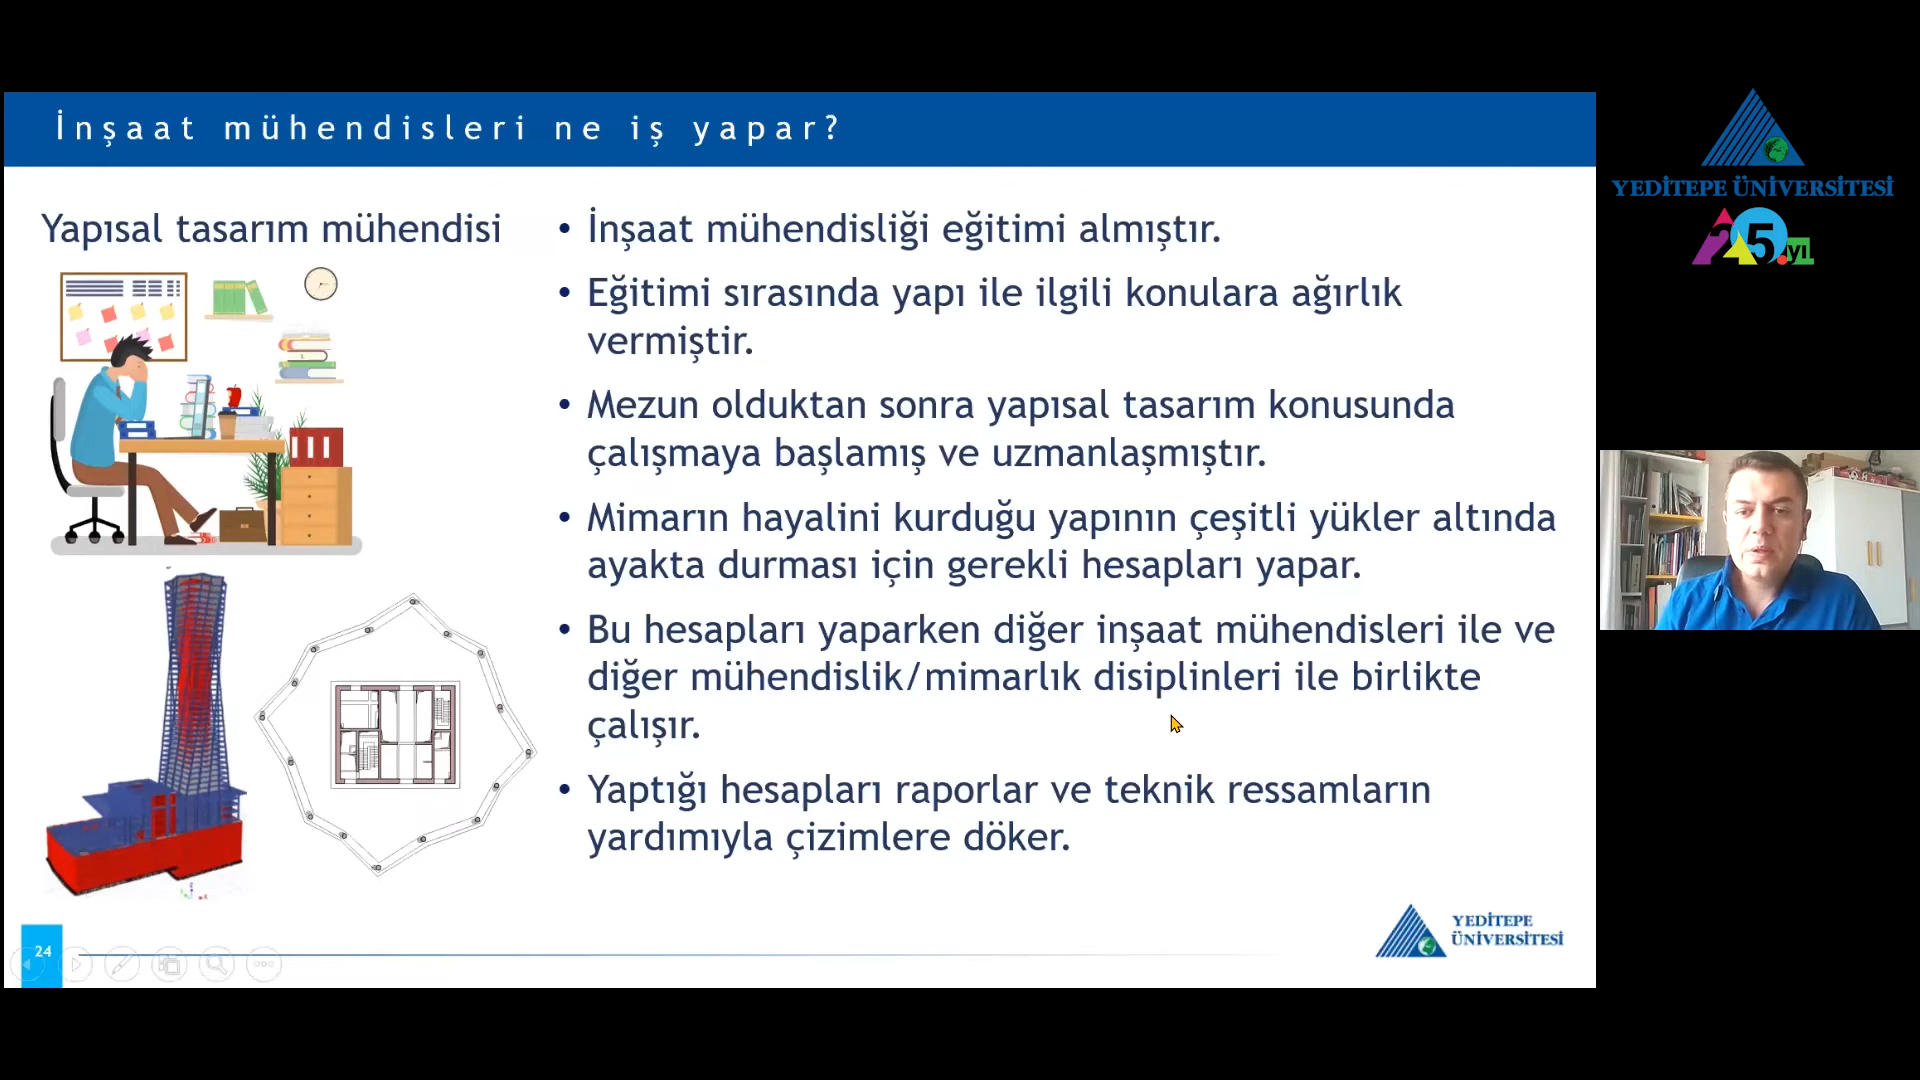 İnşaat mühendisleri ne iş yapar?
Yapısal tasarım mühendisi
• İnşaat mühendisliği eğitimi almıştır.
• Eğitimi sırasında yapı ile ilgili konulara ağırlık
vermiştir.
• Mezun olduktan sonra yapısal tasarım konusunda
çalışmaya başlamış ve uzmanlaşmıştır.
• Mimarın hayalini kurduğu yapının çeşitli yükler altında
ayakta durması için gerekli hesapları yapar.
• Bu hesapları yaparken diğer inşaat mühendisleri ile ve
diğer mühendislik/mimarlık disiplinleri ile birlikte
çalışır.
• Yaptığı hesapları raporlar ve teknik ressamların
yardımıyla çizimlere döker.
24
YEDİTEPE
ÜNİVERSİTESİ
YEDİTEPE ÜNİVERSİTESİ
25.yıl